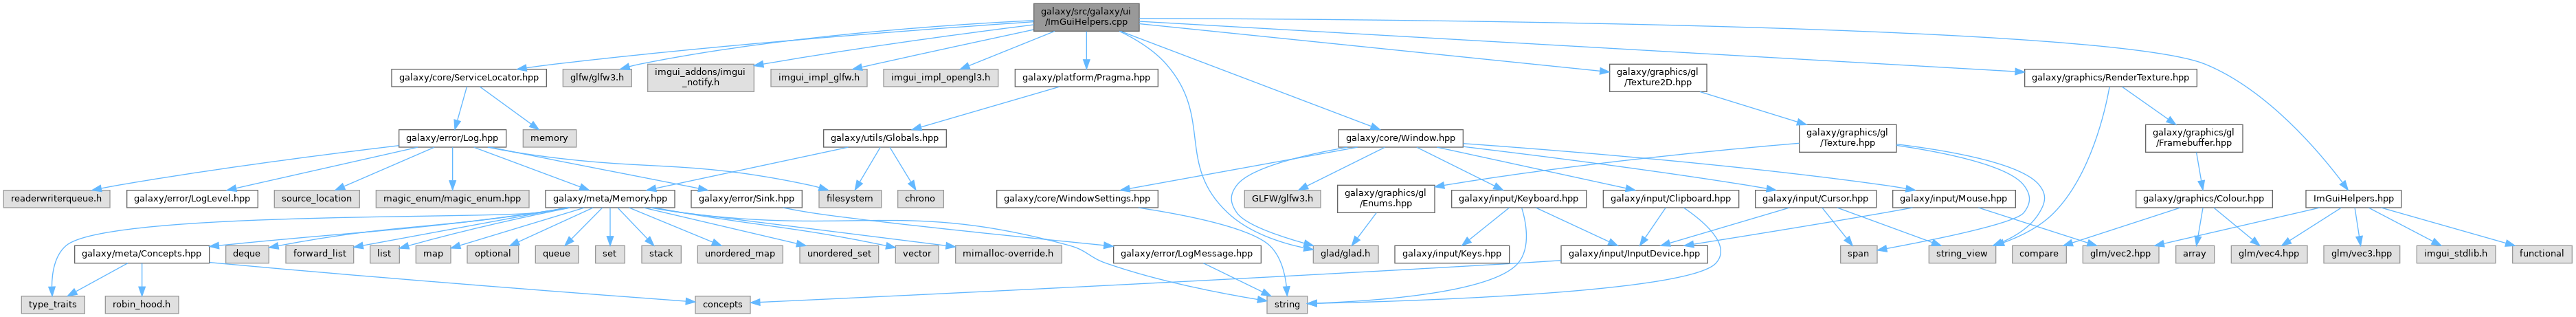 galaxy/src/galaxy/ui
/ImGuiHelpers.cpp
galaxy/core/ServiceLocator.hpp
glfw/glfw3.h
imgui_addons/imgui
_notify.h
imgui_impl_glfw.h
imgui_impl_opengl3.h
galaxy/platform/Pragma.hpp
galaxy/graphics/gl
/Texture2D.hpp
galaxy/graphics/RenderTexture.hpp
galaxy/error/Log.hpp
memory
galaxy/utils/Globals.hpp
galaxy/core/Window.hpp
galaxy/graphics/gl
/Texture.hpp
galaxy/graphics/gl
/Framebuffer.hpp
readerwriterqueue.h
galaxy/error/LogLevel.hpp
source_location
magic_enum/magic_enum.hpp
galaxy/meta/Memory.hpp
galaxy/error/Sink.hpp
filesystem
chrono
galaxy/core/WindowSettings.hpp
GLFW/glfw3.h
galaxy/graphics/gl
/Enums.hpp
galaxy/input/Keyboard.hpp
galaxy/input/Clipboard.hpp
galaxy/input/Cursor.hpp
galaxy/input/Mouse.hpp
galaxy/graphics/Colour.hpp
ImGuiHelpers.hpp
galaxy/meta/Concepts.hpp
deque
forward_list
list
map
optional
queue
set
stack
unordered_map
unordered_set
vector
mimalloc-override.h
galaxy/error/LogMessage.hpp
glad/glad.h
galaxy/input/Keys.hpp
galaxy/input/InputDevice.hpp
span
string_view
compare
glm/vec2.hpp
array
glm/vec4.hpp
glm/vec3.hpp
imgui_stdlib.h
functional
type_traits
robin_hood.h
concepts
string